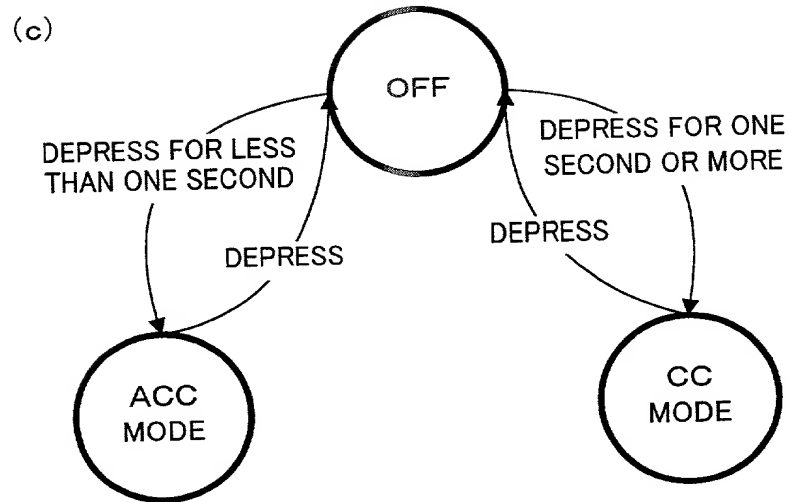 (c)
OFF
DEPRESS FOR LESS
THAN ONE SECOND
DEPRESS FOR ONE
SECOND OR MORE
DEPRESS
DEPRESS
ACC
MODE
CC
MODE